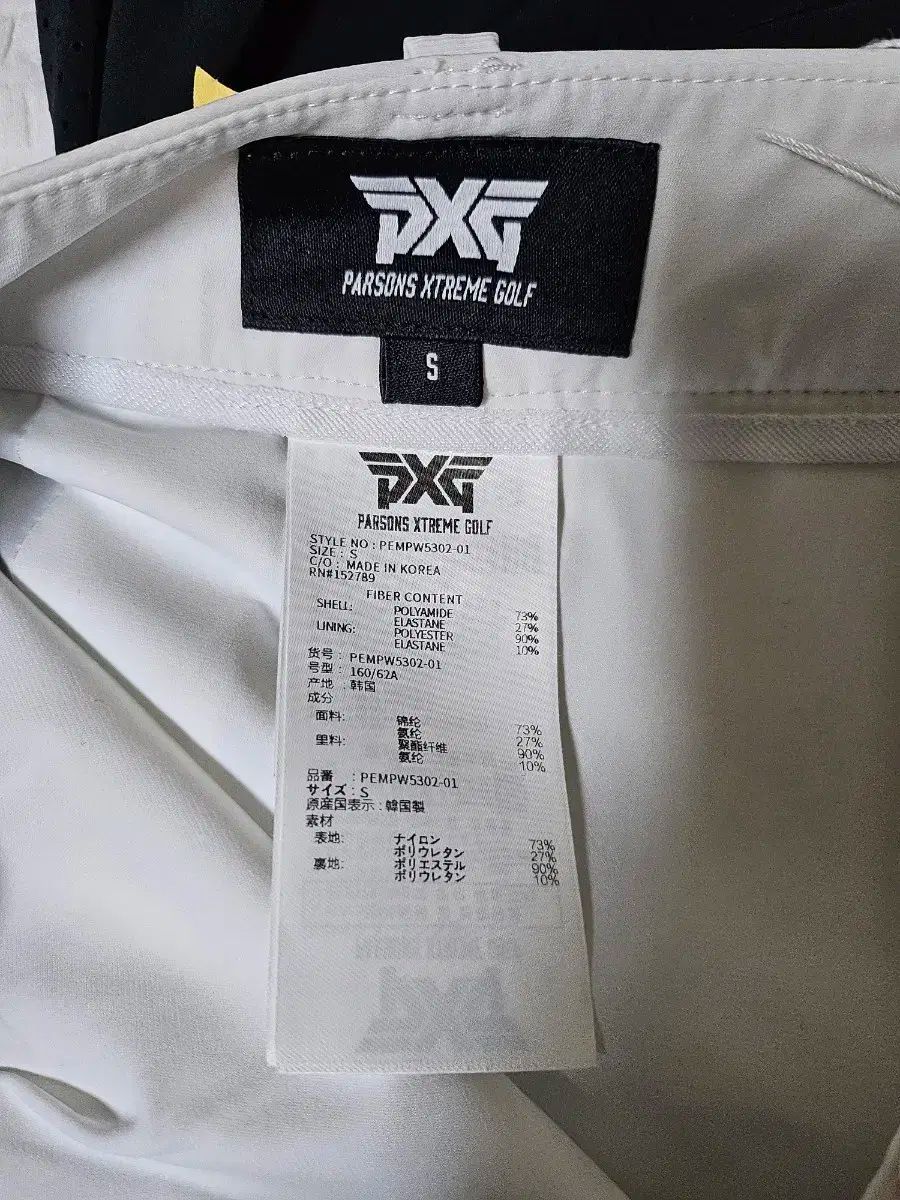 PXG
PARSONS XTREME GOLF
S
PXG
PARSONS XTREME GOLF
STYLE NO : PEMPW5302-01
SIZE : S
C/O : MADE IN KOREA
RN#152789
FIBER CONTENT
SHELL: POLYAMIDE 73%
ELASTANE 27%
LINING: POLYESTER 90%
ELASTANE 10%
货号 : PEMPW5302-01
号型 : 160/62A
产地 : 韩国
成分
面料: 锦纶 73%
氨纶 27%
里料: 聚酯纤维 90%
氨纶 10%
品番 : PEMPW5302-01
サイズ : S
原産国表示 : 韓国製
素材
表地: ナイロン 73%
ポリウレタン 27%
裏地: ポリエステル 90%
ポリウレタン 10%